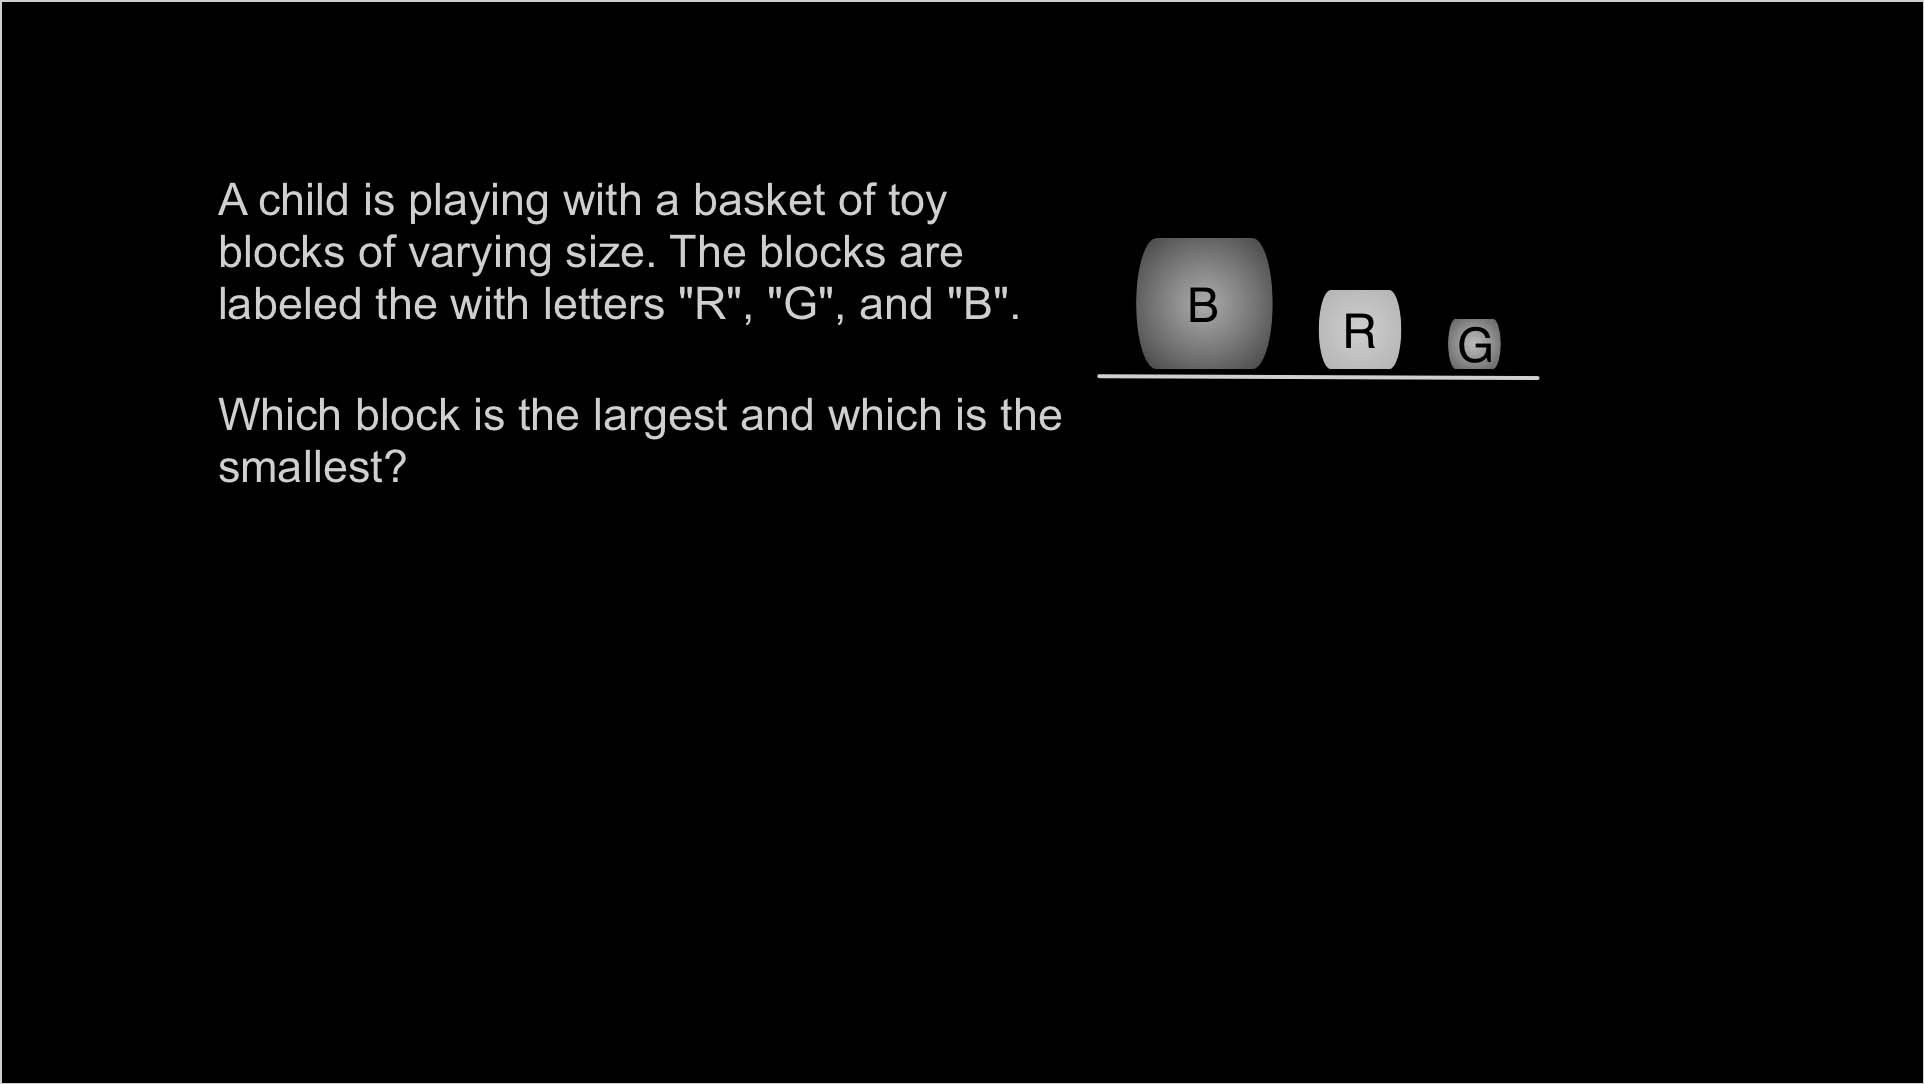 A child is playing with a basket of toy
blocks of varying size. The blocks are
labeled the with letters "R", "G", and "B".
Which block is the largest and which is the
smallest?
B
R
G